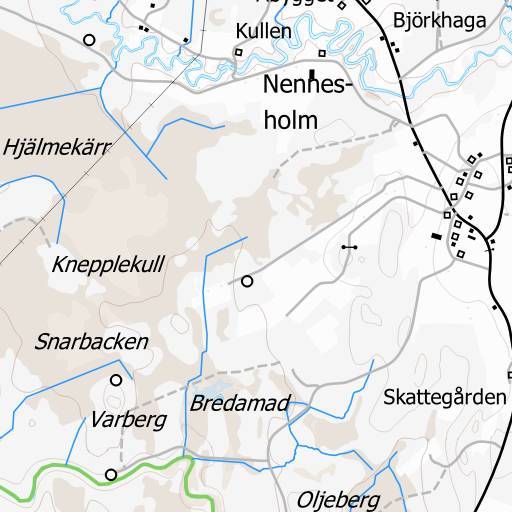 Björkhaga
Kullen
Nennes-
holm
Hjälmekärr
Knepplekull
Snarbacken
Bredamad
Skattegården
Varberg
Oljeberg